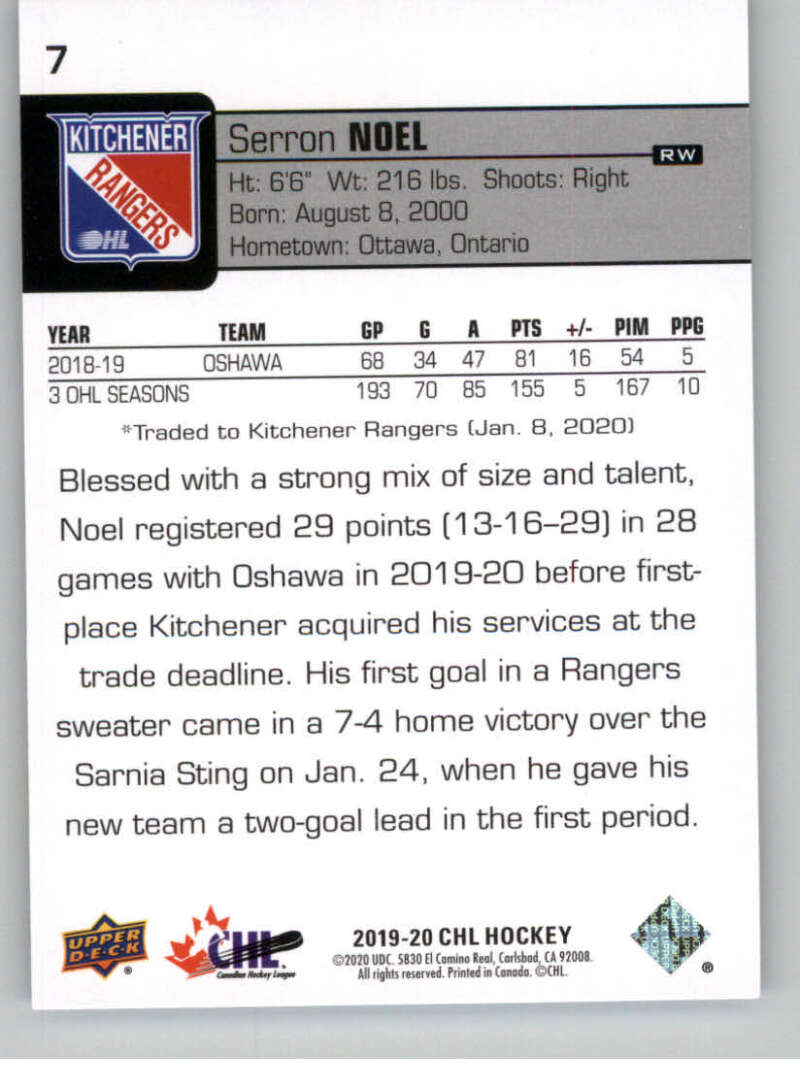 7
KITCHENER
RANGERS
OHL
Serron NOEL
RW
Ht: 6'6" Wt: 216 lbs. Shoots: Right
Born: August 8, 2000
Hometown: Ottawa, Ontario
YEAR TEAM GP G A PTS +/- PIM PPG
2018-19 OSHAWA 68 34 47 81 16 54 5
3 OHL SEASONS 193 70 85 155 5 167 10
*Traded to Kitchener Rangers (Jan. 8, 2020)
Blessed with a strong mix of size and talent,
Noel registered 29 points (13-16–29) in 28
games with Oshawa in 2019-20 before first-
place Kitchener acquired his services at the
trade deadline. His first goal in a Rangers
sweater came in a 7-4 home victory over the
Sarnia Sting on Jan. 24, when he gave his
new team a two-goal lead in the first period.
UPPER
D·E·C·K
®
CHL
Canadian Hockey League
2019-20 CHL HOCKEY
©2020 UDC. 5830 El Camino Real, Carlsbad, CA 92008.
All rights reserved. Printed in Canada. ©CHL.
®